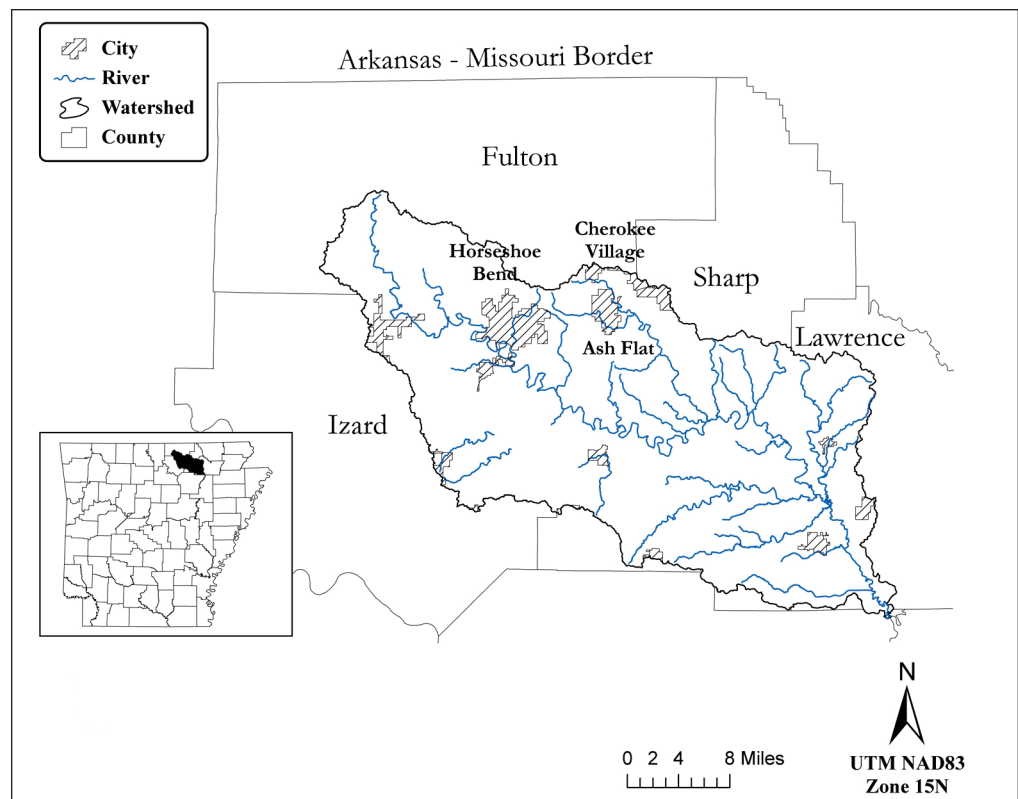 City
River
Watershed
County
Arkansas - Missouri Border
Fulton
Cherokee
Village
Horseshoe
Bend
Sharp
Lawrence
Ash Flat
Izard
N
0 2 4 8 Miles
UTM NAD83
Zone 15N